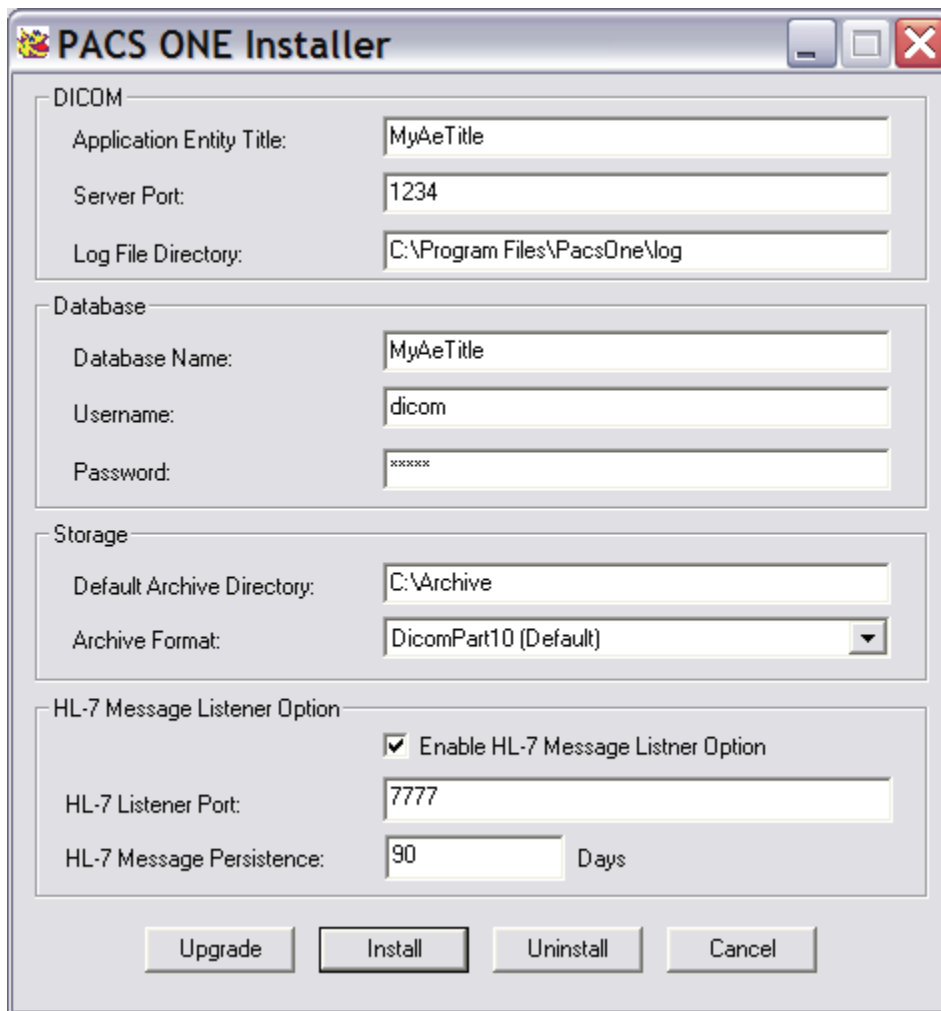 PACS ONE Installer
DICOM
Application Entity Title: MyAeTitle
Server Port: 1234
Log File Directory: C:\Program Files\PacsOne\log
Database
Database Name: MyAeTitle
Username: dicom
Password: *****
Storage
Default Archive Directory: C:\Archive
Archive Format: DicomPart10 (Default)
HL-7 Message Listener Option
Enable HL-7 Message Listner Option
HL-7 Listener Port: 7777
HL-7 Message Persistence: 90 Days
Upgrade Install Uninstall Cancel